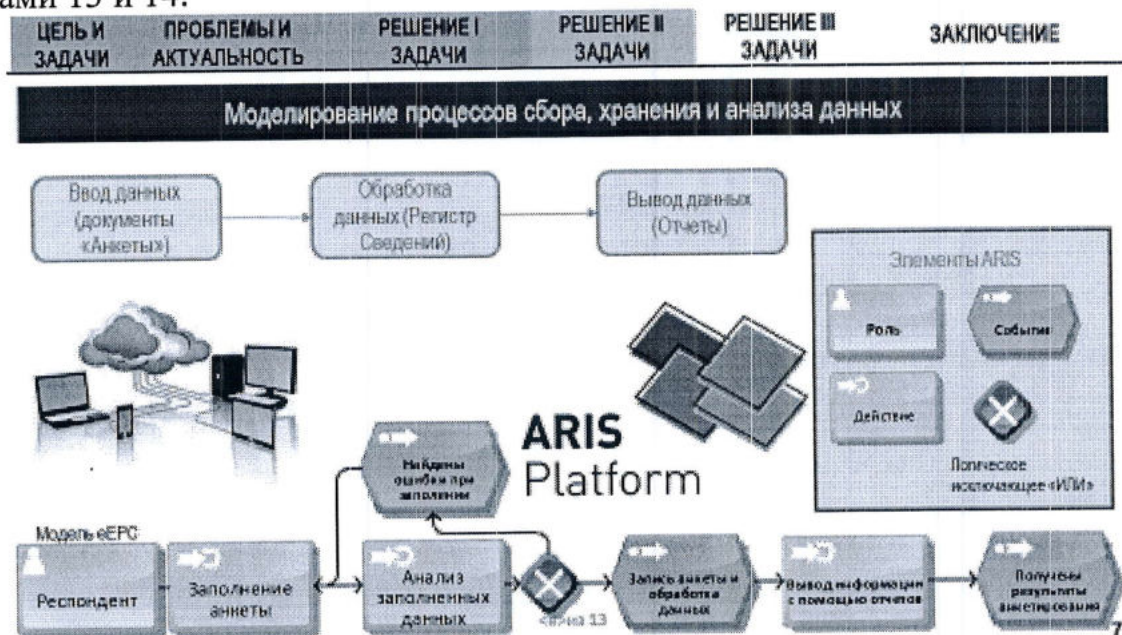 ами 13 и 14.
ЦЕЛЬ И
ЗАДАЧИ
ПРОБЛЕМЫ И
АКТУАЛЬНОСТЬ
РЕШЕНИЕ I
ЗАДАЧИ
РЕШЕНИЕ II
ЗАДАЧИ
РЕШЕНИЕ III
ЗАДАЧИ
ЗАКЛЮЧЕНИЕ
Моделирование процессов сбора, хранения и анализа данных
Ввод данных
(документы
«Анкеты»)
Обработка
данных (Регистр
Сведений)
Вывод данных
(Отчеты)
Элементы ARIS
Роль
Событие
Действие
Логическое
исключающее «ИЛИ»
ARIS
Platform
Найдены
ошибки при
заполнении
Модель eEPC
Респондент
Заполнение
анкеты
Анализ
заполненных
данных
<#> из 13
Запись анкеты и
обработка
данных
Вывод информации
с помощью отчетов
Получены
результаты
анкетирования
7